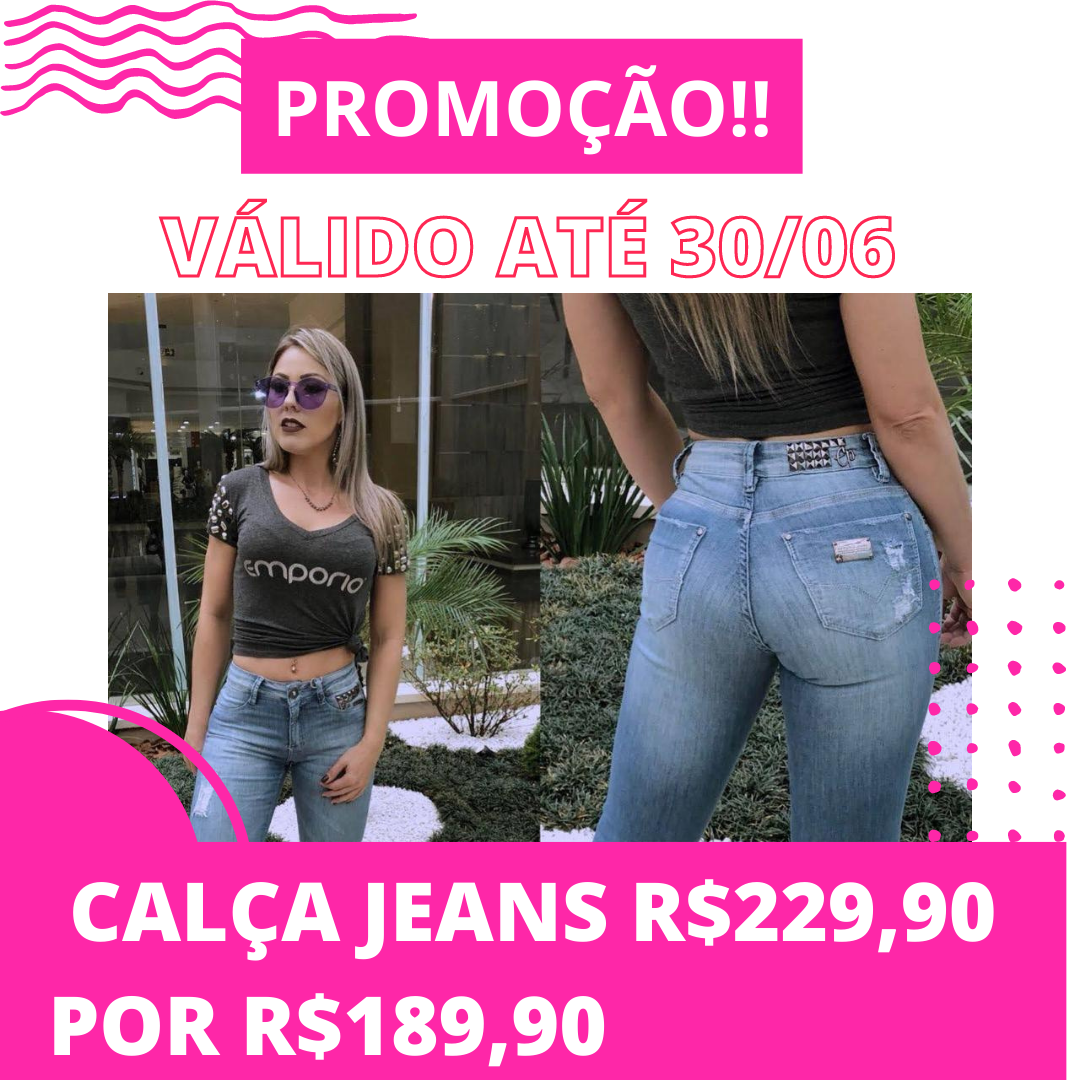 PROMOÇÃO!!
VÁLIDO ATÉ 30/06
Emporio
CALÇA JEANS R$229,90
POR R$189,90